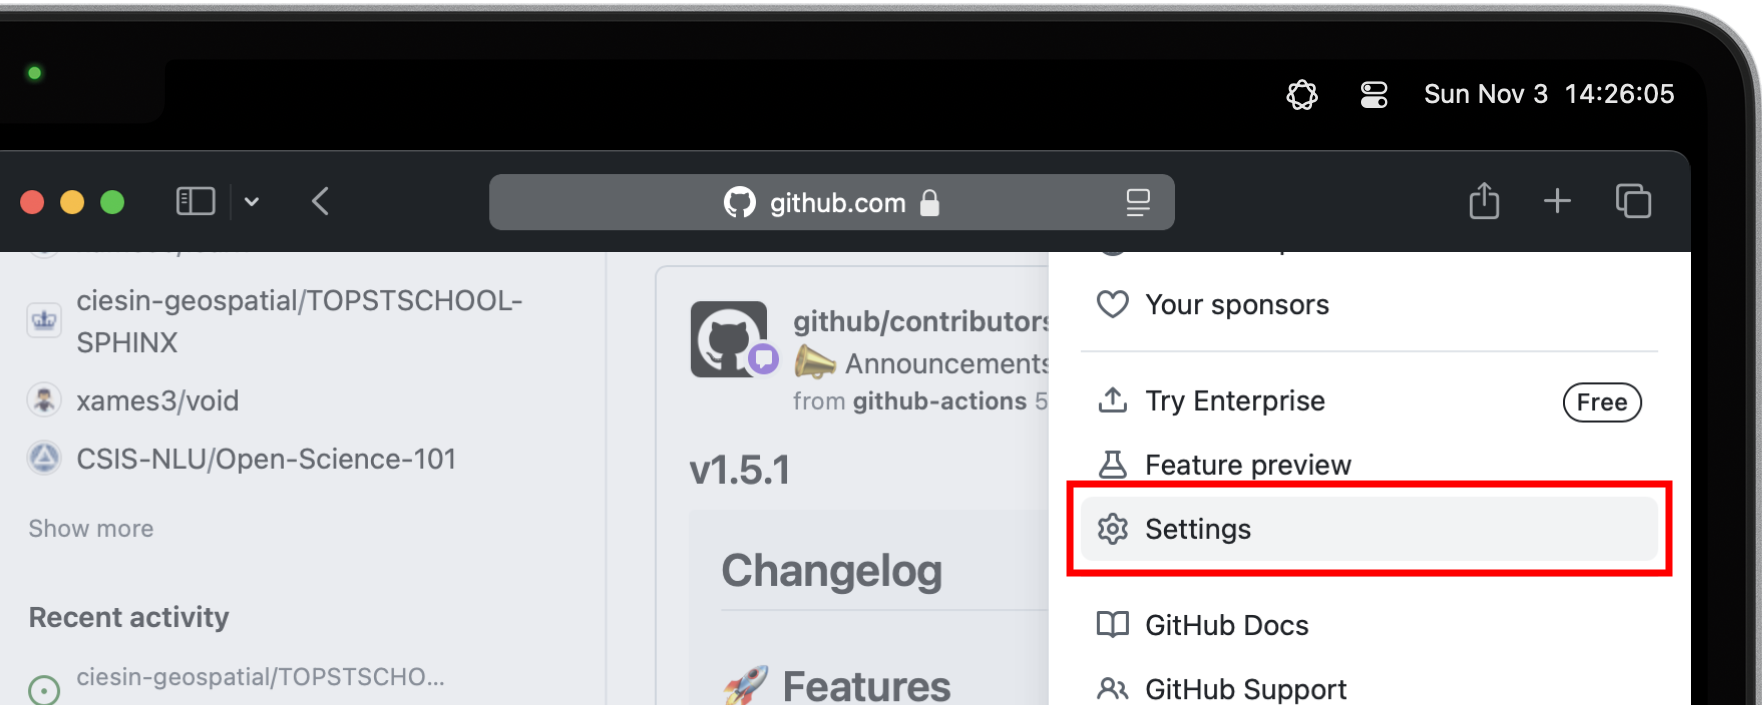 Sun Nov 3 14:26:05
github.com
ciesin-geospatial/TOPSTSCHOOL-
SPHINX
xames3/void
CSIS-NLU/Open-Science-101
Show more
Recent activity
ciesin-geospatial/TOPSTSCHO...
github/contributors
Announcements
from github-actions 5
v1.5.1
Changelog
Features
Your sponsors
Try Enterprise
Free
Feature preview
Settings
GitHub Docs
GitHub Support